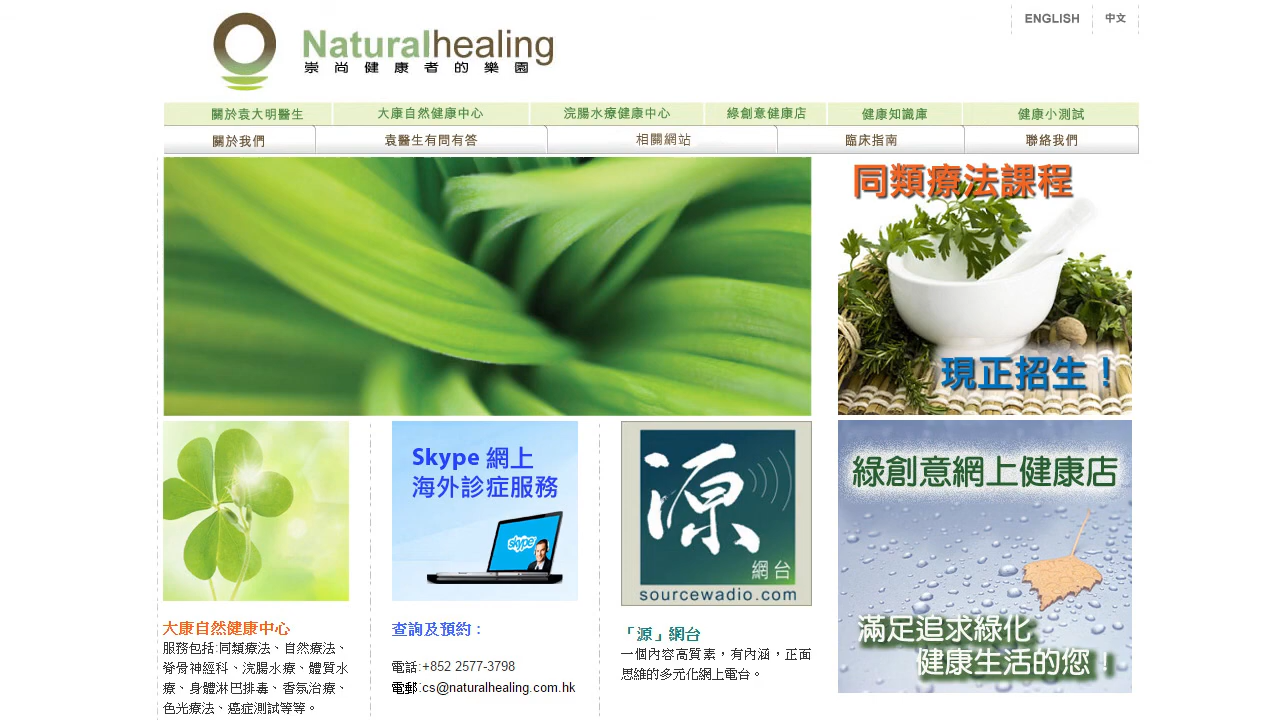 ENGLISH 中文
Naturalhealing
崇尚健康者的樂園
關於袁大明醫生 大康自然健康中心 浣腸水療健康中心 綠創意健康店 健康知識庫 健康小測試
關於我們 袁醫生有問有答 相關網站 臨床指南 聯絡我們
同類療法課程
現正招生！
Skype 網上
海外診症服務
skype
源
網台
sourcewadio.com
綠創意網上健康店
滿足追求綠化
健康生活的您！
大康自然健康中心
服務包括:同類療法、自然療法、
脊骨神經科、浣腸水療、體質水
療、身體淋巴排毒、香氛治療、
色光療法、癌症測試等等。
查詢及預約：
電話:+852 2577-3798
電郵:cs@naturalhealing.com.hk
「源」網台
一個內容高質素，有內涵，正面
思維的多元化網上電台。